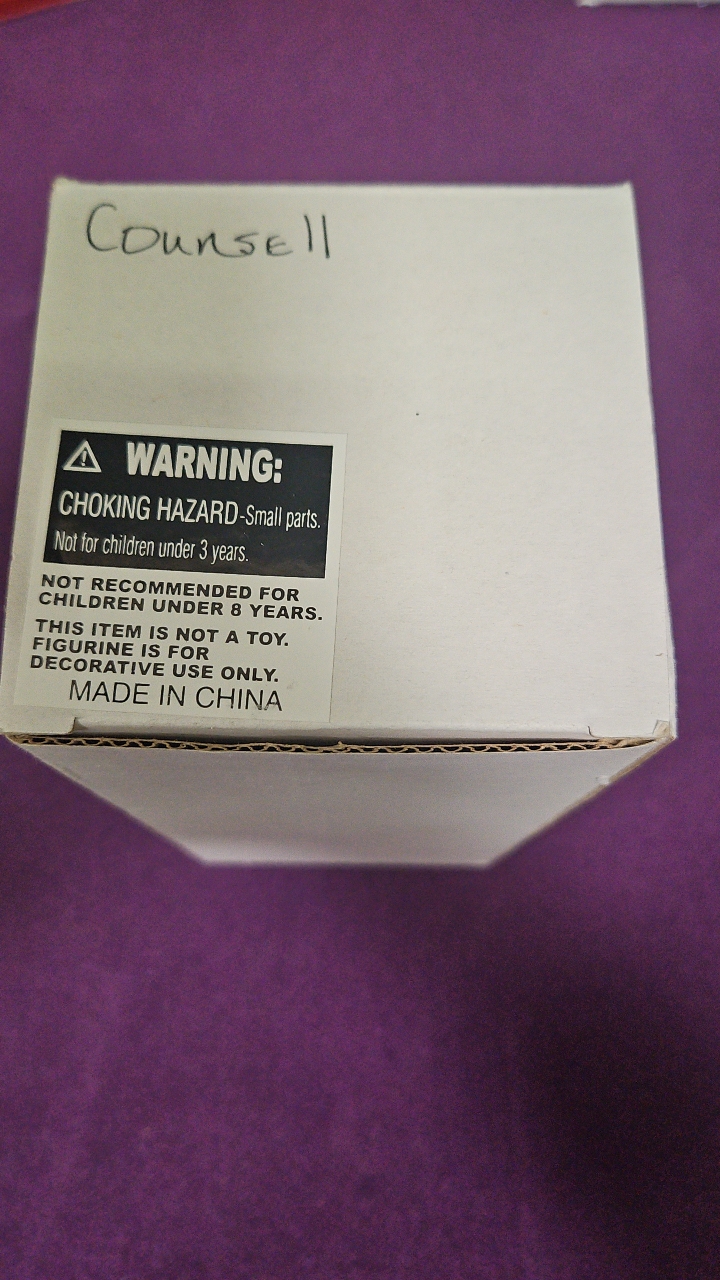 Counsell
WARNING:
CHOKING HAZARD-Small parts.
Not for children under 3 years.
NOT RECOMMENDED FOR
CHILDREN UNDER 8 YEARS.
THIS ITEM IS NOT A TOY.
FIGURINE IS FOR
DECORATIVE USE ONLY.
MADE IN CHINA